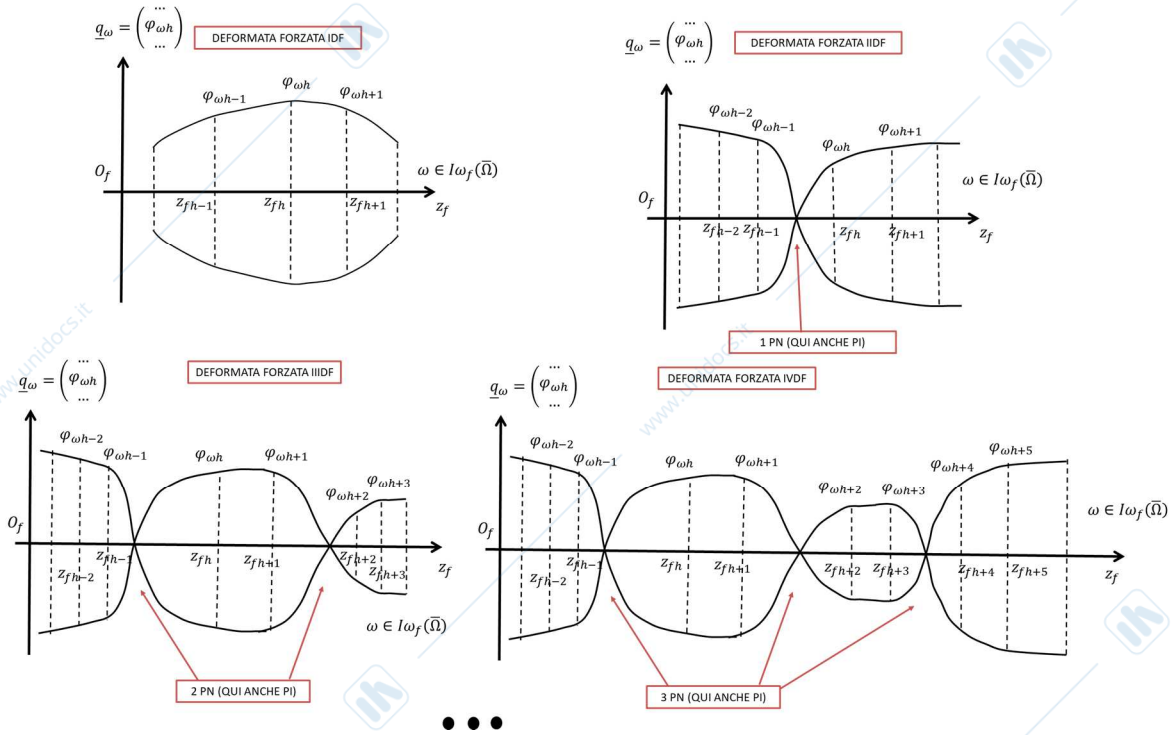 q_ω = (... φ_ωh ...)
DEFORMATA FORZATA IDF
φ_ωh-1
φ_ωh
φ_ωh+1
O_f
ω ∈ Iω_f(Ω̅)
z_fh-1
z_fh
z_fh+1
z_f
q_ω = (... φ_ωh ...)
DEFORMATA FORZATA IIDF
φ_ωh-2
φ_ωh-1
φ_ωh
φ_ωh+1
ω ∈ Iω_f(Ω̅)
O_f
z_fh-2
z_fh-1
z_fh
z_fh+1
z_f
1 PN (QUI ANCHE PI)
www.unidocs.it
www.unidocs.it
q_ω = (... φ_ωh ...)
DEFORMATA FORZATA IIIDF
φ_ωh-2
φ_ωh-1
φ_ωh
φ_ωh+1
φ_ωh+2
φ_ωh+3
O_f
z_fh-2
z_fh-1
z_fh
z_fh+1
z_fh+2
z_fh+3
z_f
ω ∈ Iω_f(Ω̅)
2 PN (QUI ANCHE PI)
q_ω = (... φ_ωh ...)
DEFORMATA FORZATA IVDF
φ_ωh-2
φ_ωh-1
φ_ωh
φ_ωh+1
φ_ωh+2
φ_ωh+3
φ_ωh+4
φ_ωh+5
ω ∈ Iω_f(Ω̅)
O_f
z_fh-2
z_fh-1
z_fh
z_fh+1
z_fh+2
z_fh+3
z_fh+4
z_fh+5
z_f
3 PN (QUI ANCHE PI)
•••